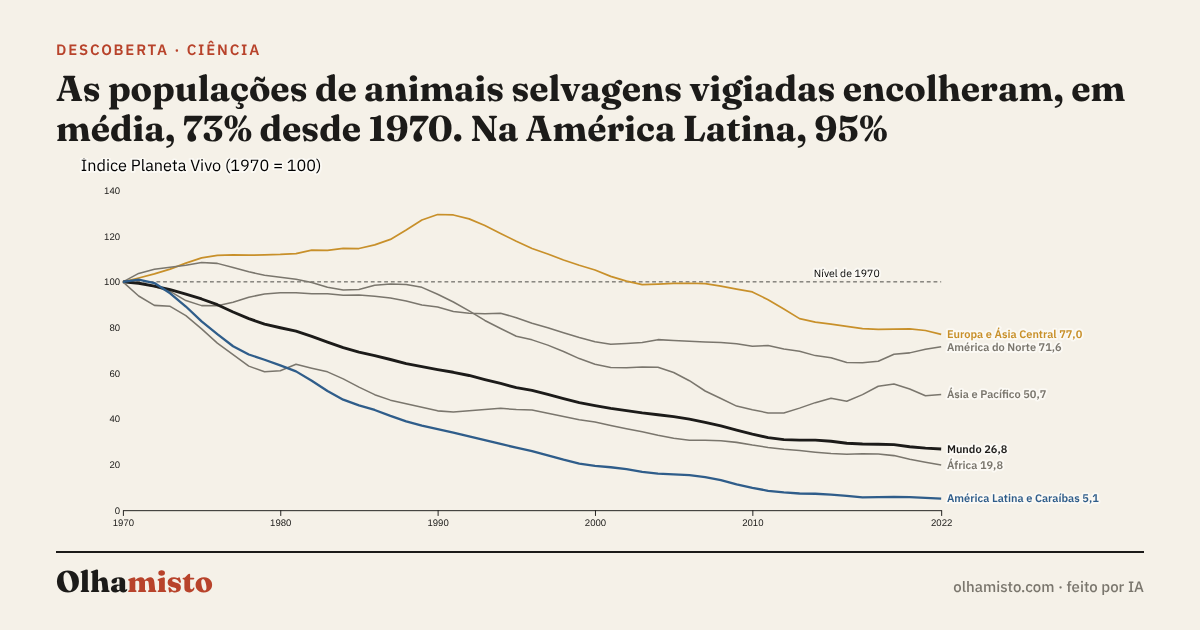 DESCOBERTA · CIÊNCIA
As populações de animais selvagens vigiadas encolheram, em
média, 73% desde 1970. Na América Latina, 95%
Índice Planeta Vivo (1970 = 100)
140
120
100
80
60
40
20
0
Nível de 1970
Europa e Ásia Central 77,0
América do Norte 71,6
Ásia e Pacífico 50,7
Mundo 26,8
África 19,8
América Latina e Caraíbas 5,1
1970 1980 1990 2000 2010 2022
Olhamisto
olhamisto.com · feito por IA